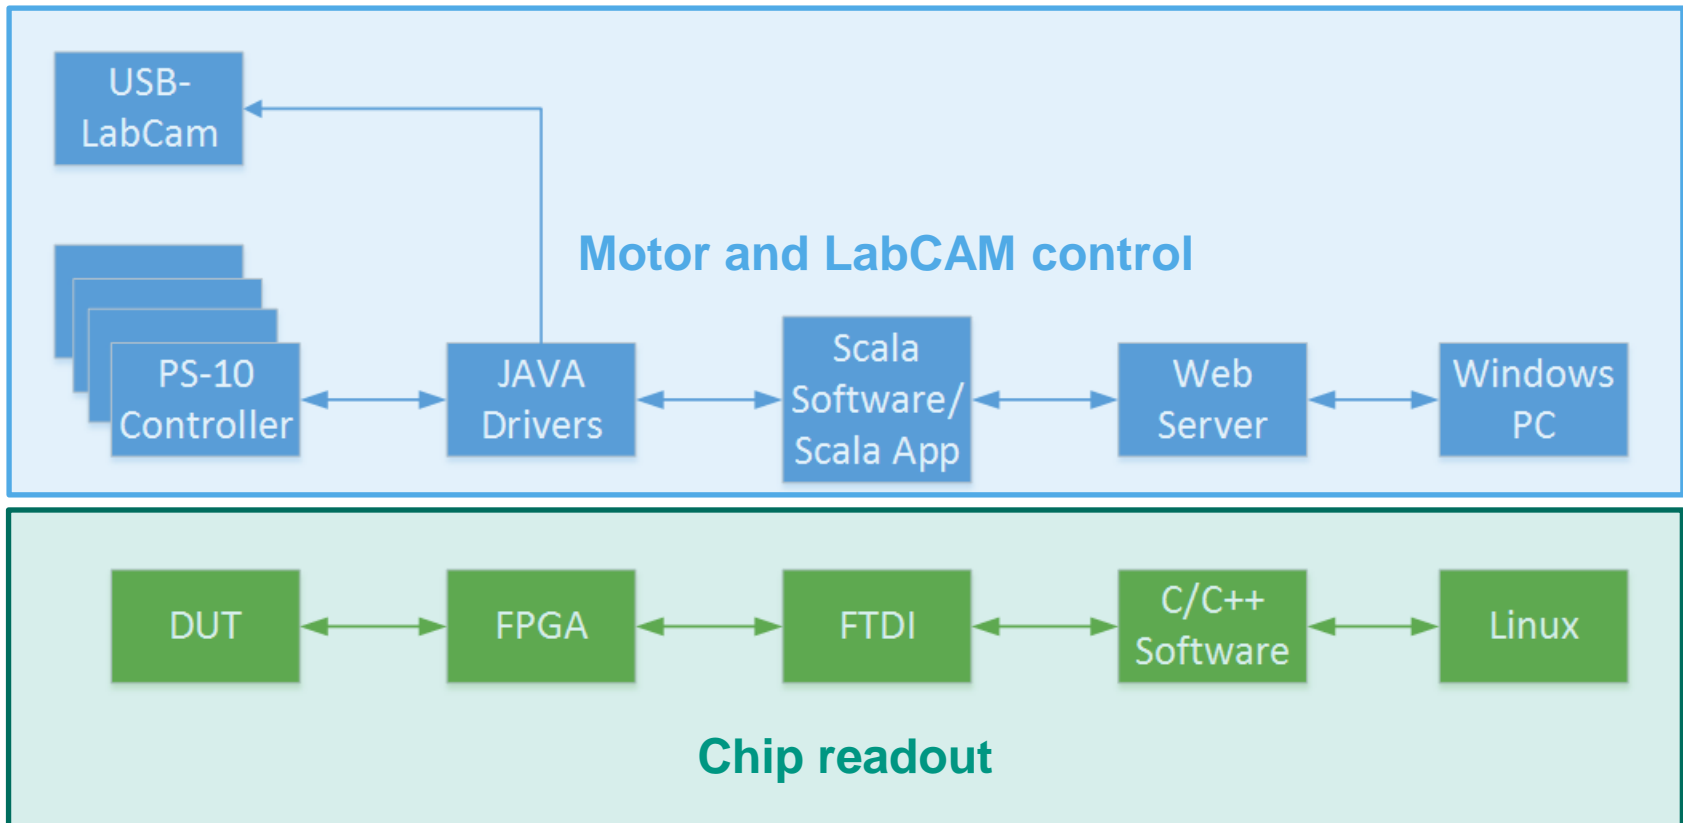 USB-
LabCam
Motor and LabCAM control
PS-10
Controller
JAVA
Drivers
Scala
Software/
Scala App
Web
Server
Windows
PC
DUT
FPGA
FTDI
C/C++
Software
Linux
Chip readout